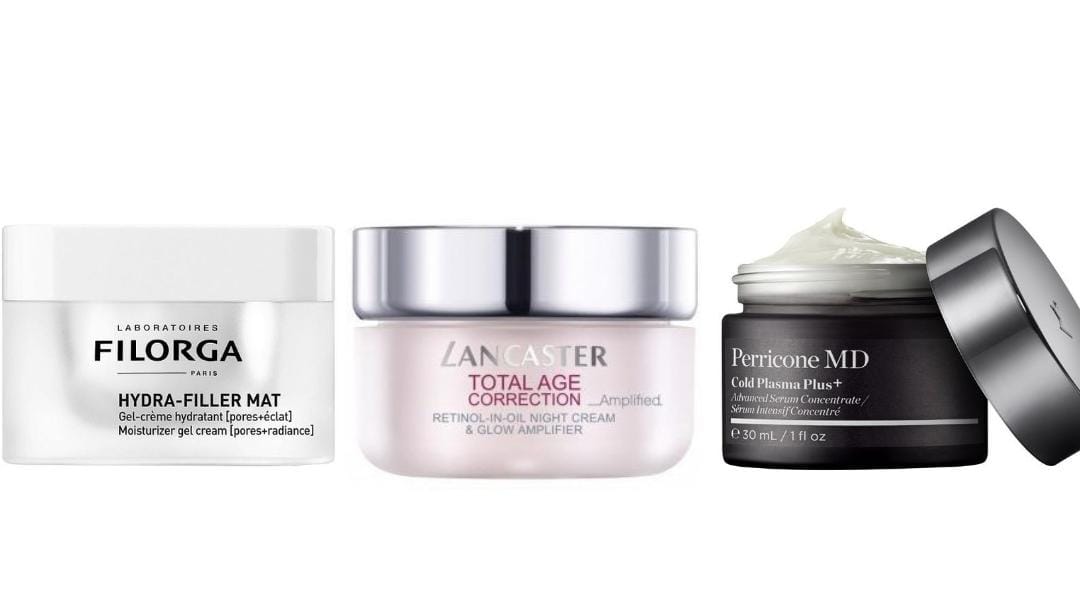 LABORATOIRES
FILORGA
PARIS
HYDRA-FILLER MAT
Gel-crème hydratant [pores+éclat]
Moisturizer gel cream [pores+radiance]
LANCASTER
TOTAL AGE
CORRECTION _Amplified.
RETINOL-IN-OIL NIGHT CREAM
& GLOW AMPLIFIER
Perricone MD
Cold Plasma Plus+
Advanced Serum Concentrate/
Sérum Intensif Concentré
℮ 30 mL / 1 fl oz